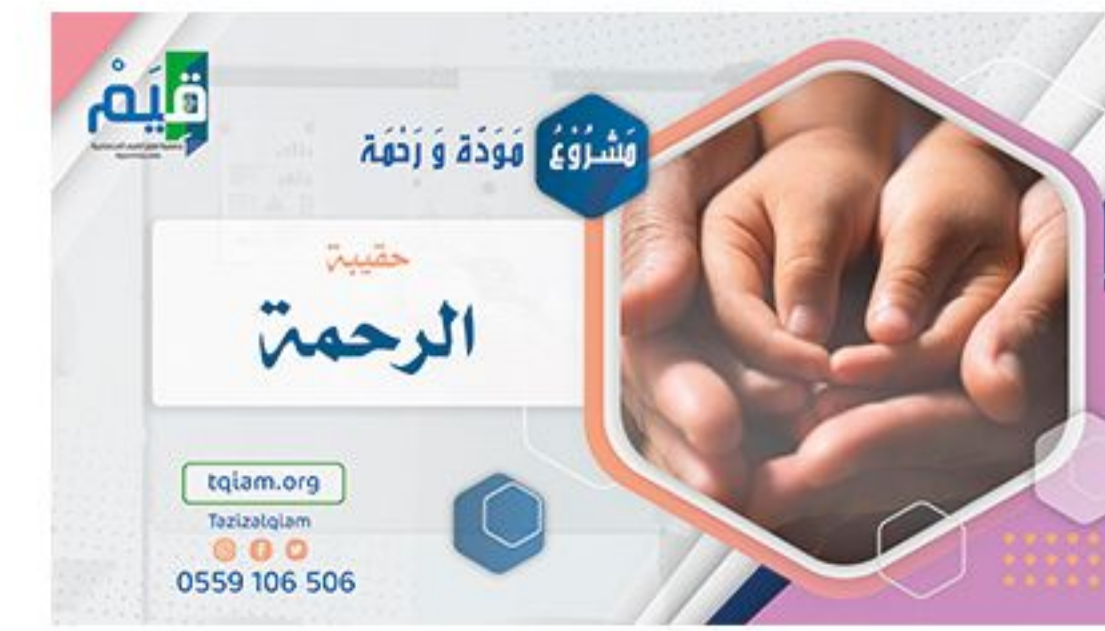 قِيَمْ
مَشْرُوْعُ مَوَدّة وَ رَحْمَة
حقيبة
الرحمة
tqiam.org
Tazizalqiam
0559 106 506